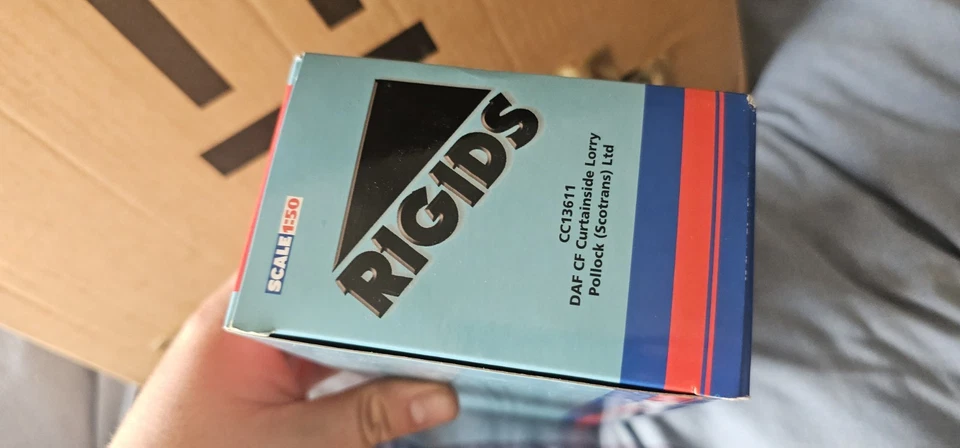 SCALE 1:50
RIGIDS
CC13611
DAF CF Curtainside Lorry
Pollock (Scotrans) Ltd